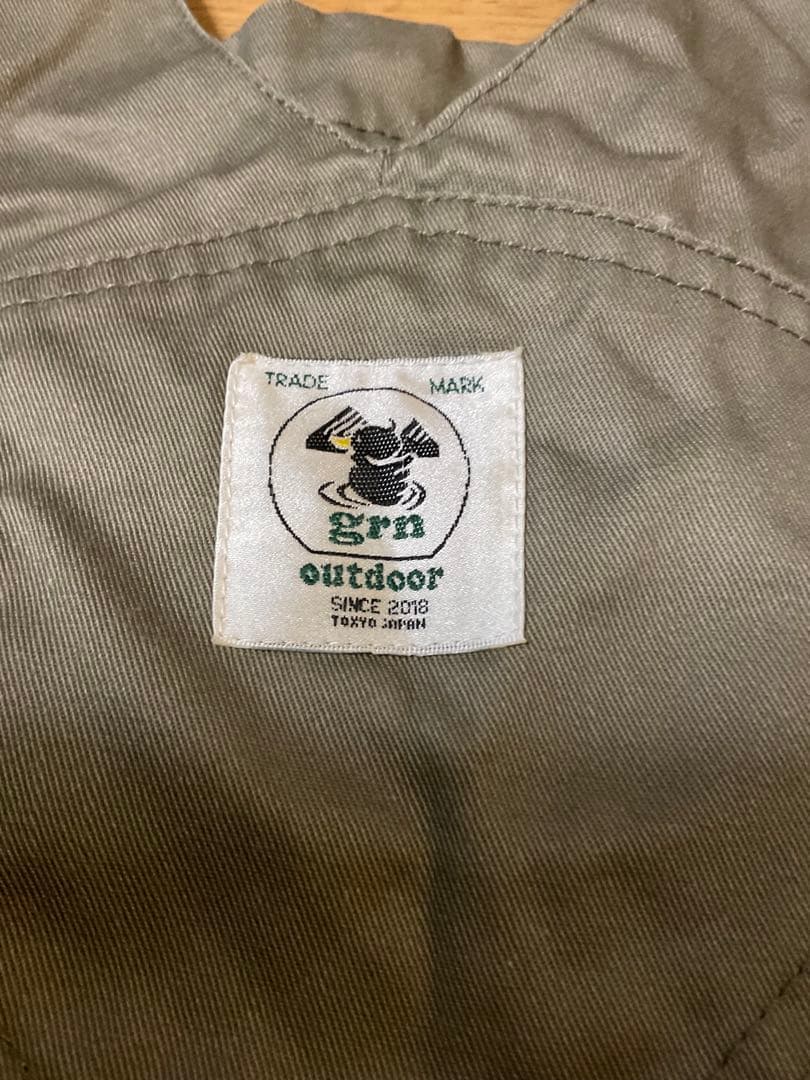 TRADE MARK
grn
outdoor
SINCE 2018
TOKYO JAPAN